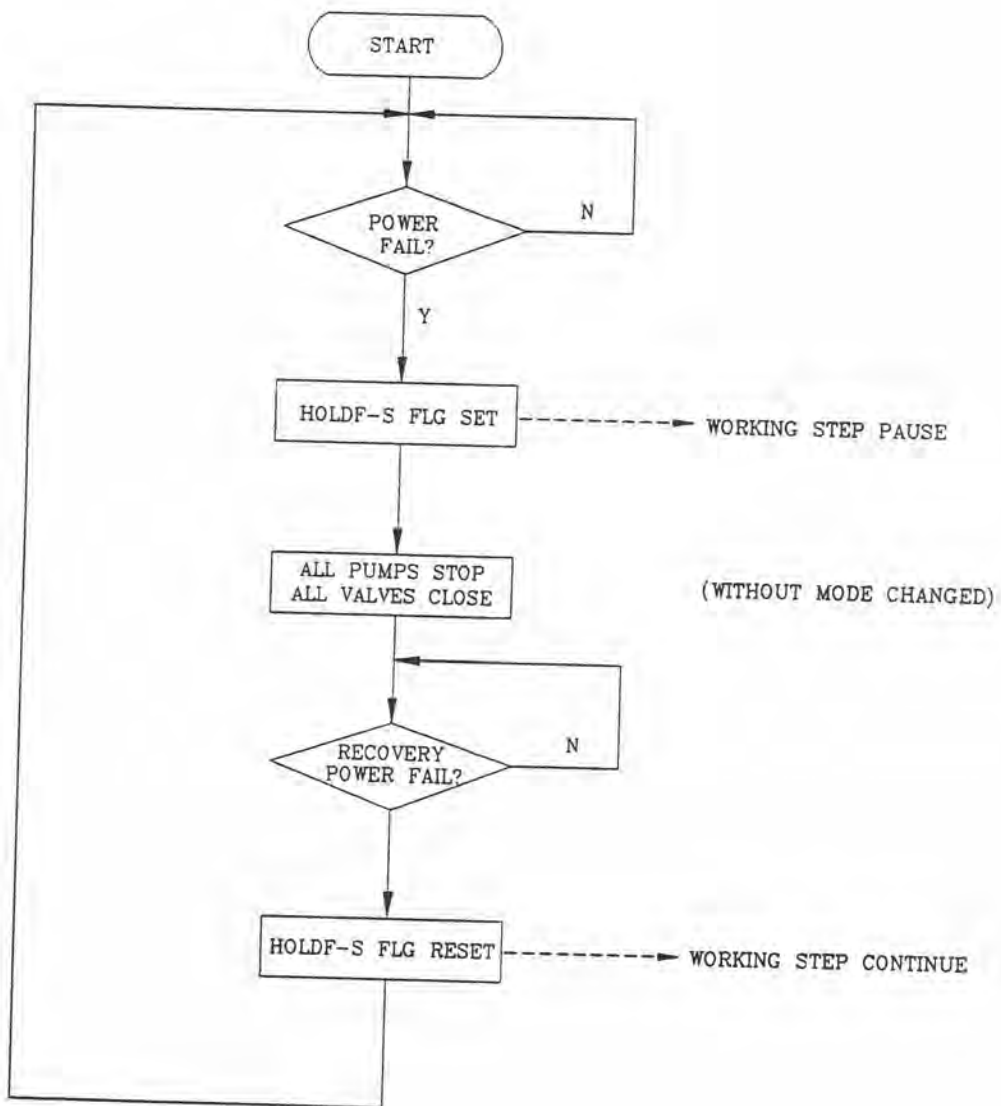 START
POWER
FAIL?
N
Y
HOLDF-S FLG SET
WORKING STEP PAUSE
ALL PUMPS STOP
ALL VALVES CLOSE
(WITHOUT MODE CHANGED)
RECOVERY
POWER FAIL?
N
HOLDF-S FLG RESET
WORKING STEP CONTINUE